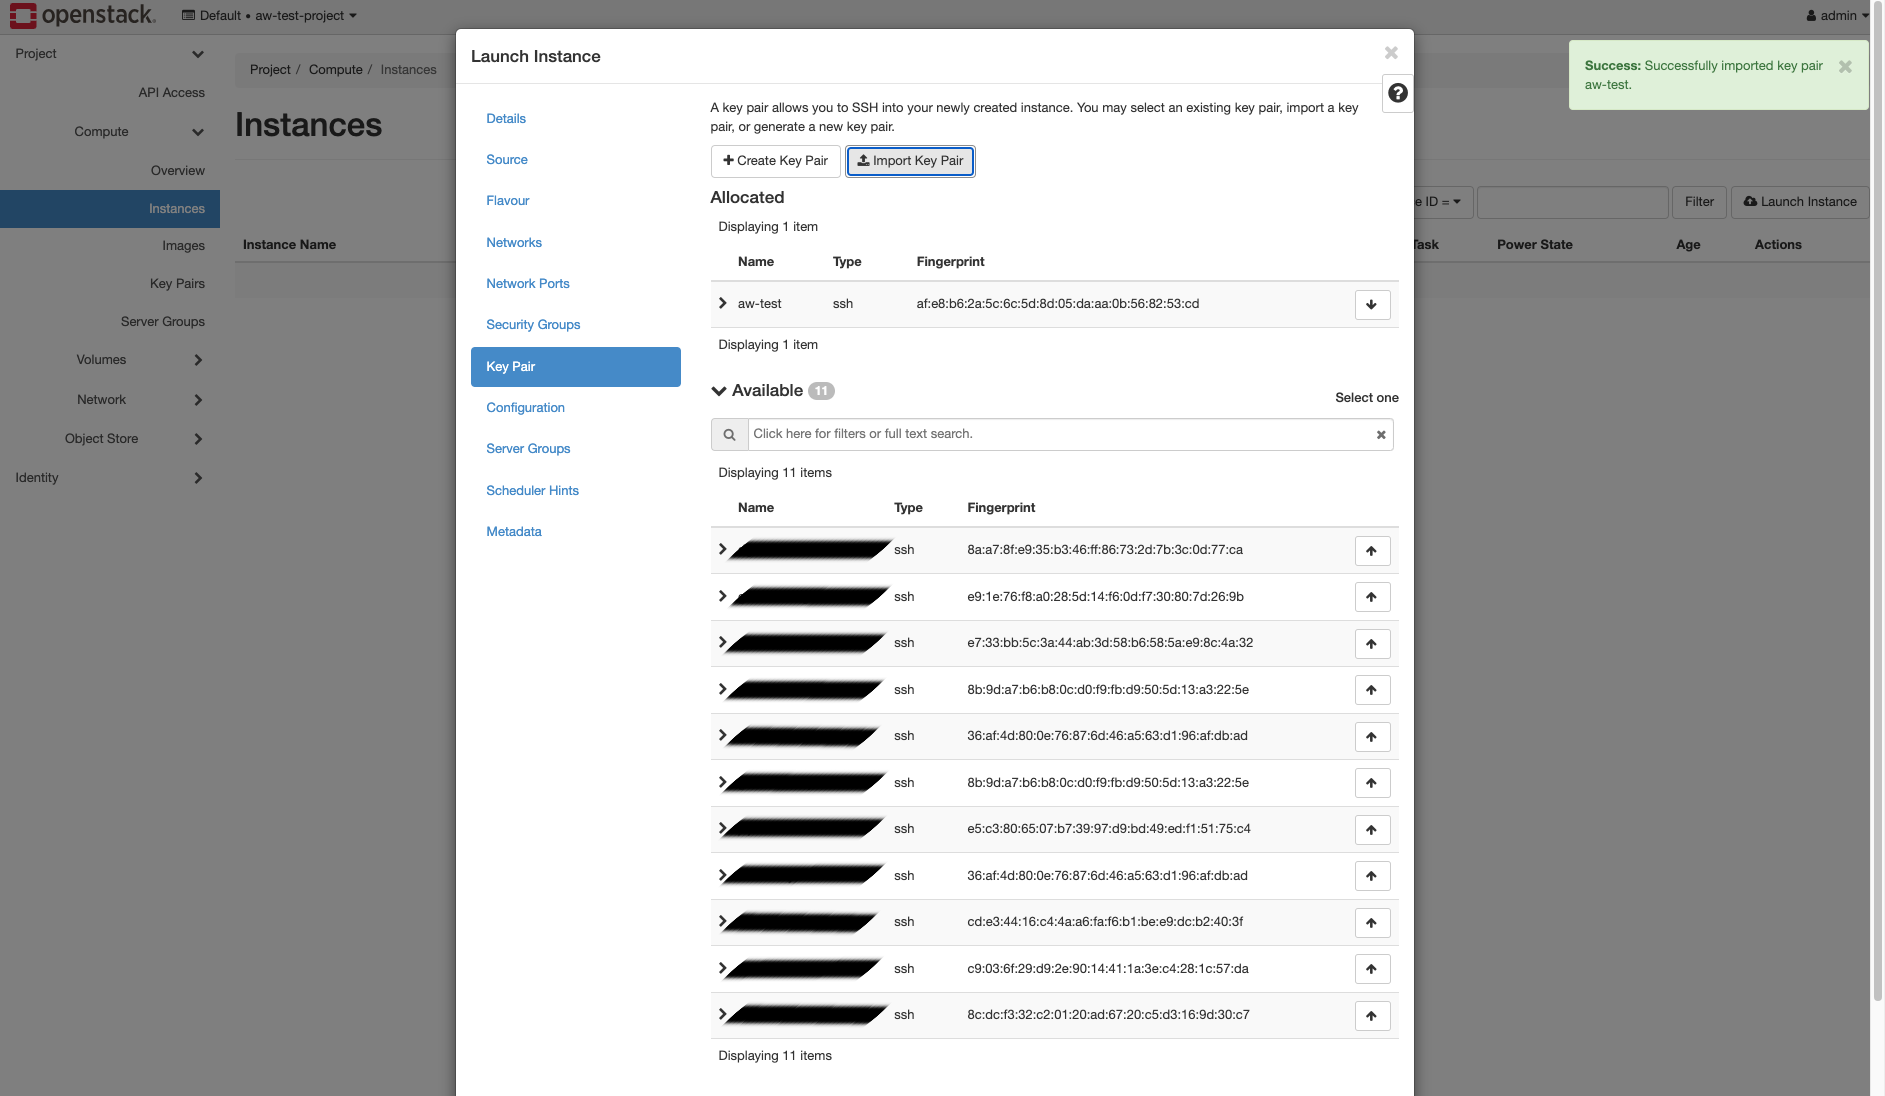 openstack.
Default • aw-test-project
admin
Project
API Access
Compute
Overview
Instances
Images
Key Pairs
Server Groups
Volumes
Network
Object Store
Identity
Project / Compute / Instances
Instances
Instance Name
Launch Instance
Details
Source
Flavour
Networks
Network Ports
Security Groups
Key Pair
Configuration
Server Groups
Scheduler Hints
Metadata
A key pair allows you to SSH into your newly created instance. You may select an existing key pair, import a key
pair, or generate a new key pair.
Create Key Pair
Import Key Pair
Allocated
Displaying 1 item
Name Type Fingerprint
aw-test ssh af:e8:b6:2a:5c:6c:5d:8d:05:da:aa:0b:56:82:53:cd
Displaying 1 item
Available 11
Select one
Click here for filters or full text search.
Displaying 11 items
Name Type Fingerprint
ssh 8a:a7:8f:e9:35:b3:46:ff:86:73:2d:7b:3c:0d:77:ca
ssh e9:1e:76:f8:a0:28:5d:14:f6:0d:f7:30:80:7d:26:9b
ssh e7:33:bb:5c:3a:44:ab:3d:58:b6:58:5a:e9:8c:4a:32
ssh 8b:9d:a7:b6:b8:0c:d0:f9:fb:d9:50:5d:13:a3:22:5e
ssh 36:af:4d:80:0e:76:87:6d:46:a5:63:d1:96:af:db:ad
ssh 8b:9d:a7:b6:b8:0c:d0:f9:fb:d9:50:5d:13:a3:22:5e
ssh e5:c3:80:65:07:b7:39:97:d9:bd:49:ed:f1:51:75:c4
ssh 36:af:4d:80:0e:76:87:6d:46:a5:63:d1:96:af:db:ad
ssh cd:e3:44:16:c4:4a:a6:fa:f6:b1:be:e9:dc:b2:40:3f
ssh c9:03:6f:29:d9:2e:90:14:41:1a:3e:c4:28:1c:57:da
ssh 8c:dc:f3:32:c2:01:20:ad:67:20:c5:d3:16:9d:30:c7
Displaying 11 items
Success: Successfully imported key pair
aw-test.
e ID =
Filter
Launch Instance
Task Power State Age Actions